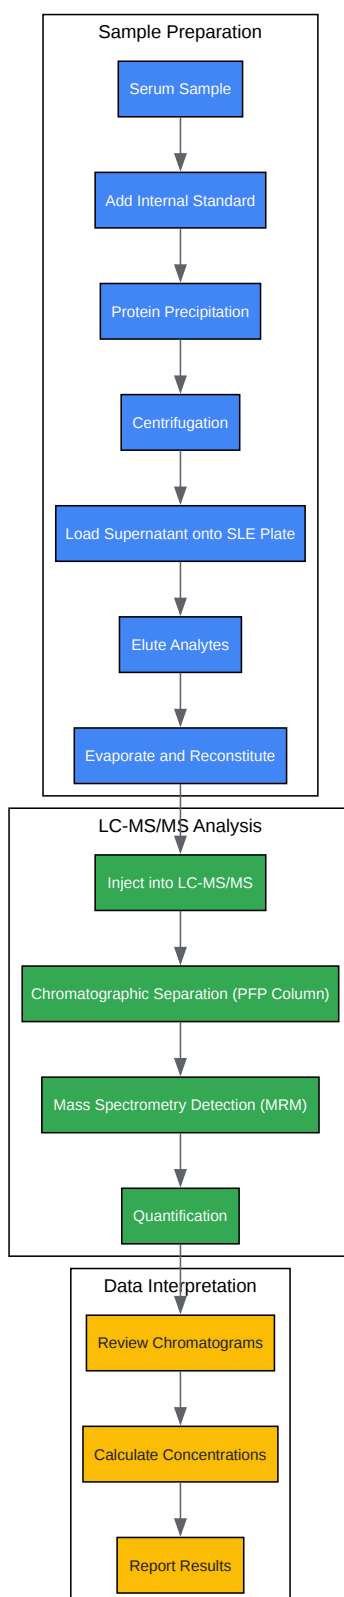 Sample Preparation
Serum Sample
Add Internal Standard
Protein Precipitation
Centrifugation
Load Supernatant onto SLE Plate
Elute Analytes
Evaporate and Reconstitute
LC-MS/MS Analysis
Inject into LC-MS/MS
Chromatographic Separation (PFP Column)
Mass Spectrometry Detection (MRM)
Quantification
Data Interpretation
Review Chromatograms
Calculate Concentrations
Report Results